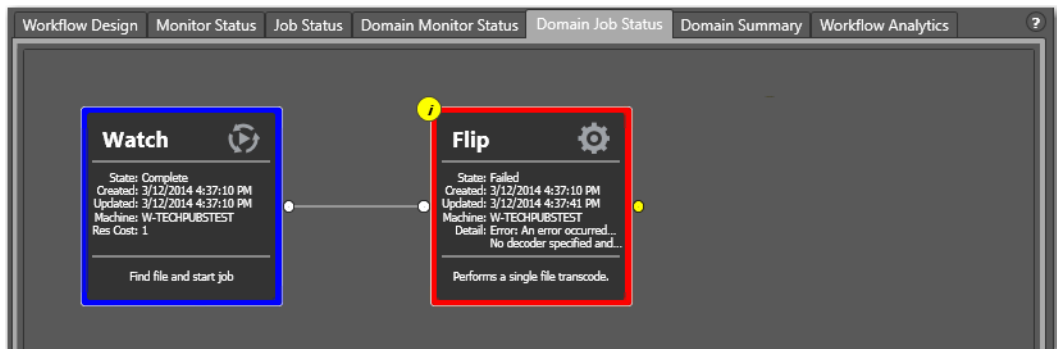 Workflow Design Monitor Status Job Status Domain Monitor Status Domain Job Status Domain Summary Workflow Analytics ?
Watch
State: Complete
Created: 3/12/2014 4:37:10 PM
Updated: 3/12/2014 4:37:10 PM
Machine: W-TECHPUBSTEST
Res Cost: 1
Find file and start job
i
Flip
State: Failed
Created: 3/12/2014 4:37:10 PM
Updated: 3/12/2014 4:37:41 PM
Machine: W-TECHPUBSTEST
Detail: Error: An error occurred...
No decoder specified and...
Performs a single file transcode.